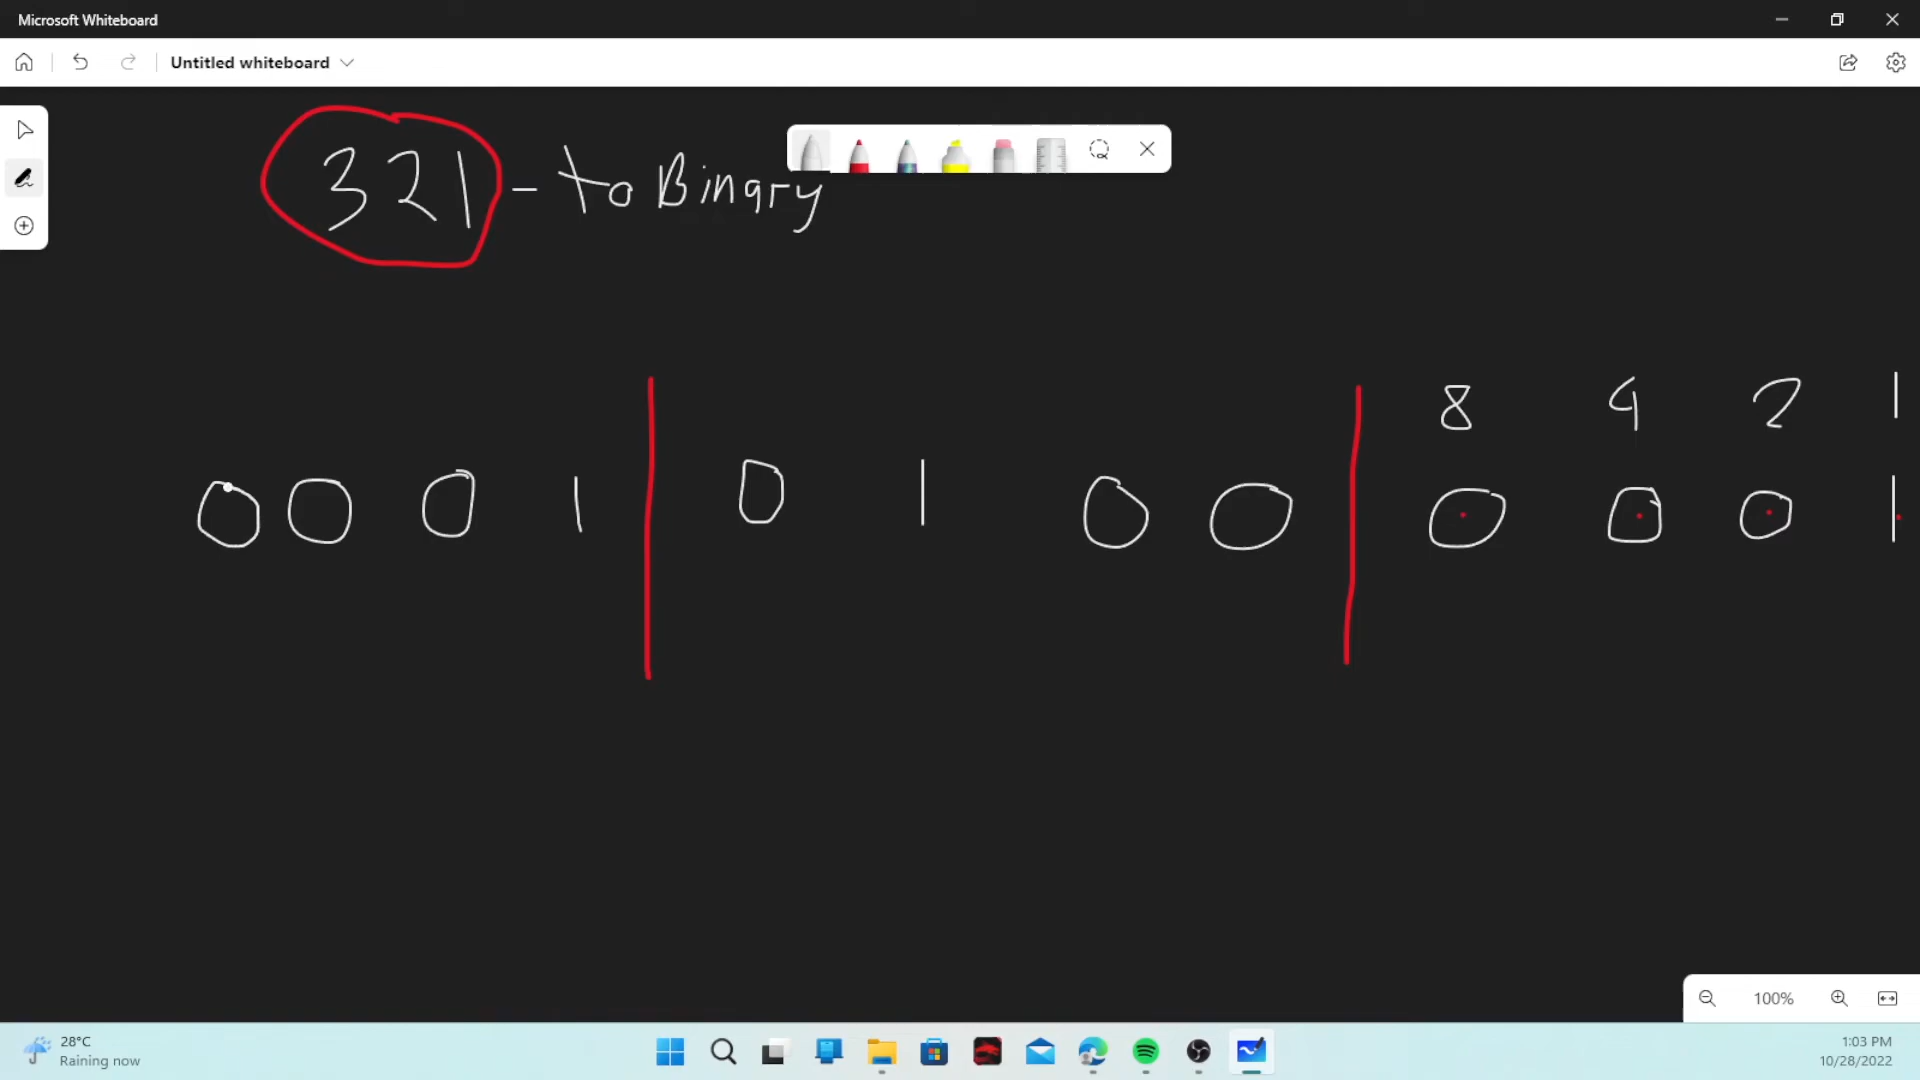 Microsoft Whiteboard
Untitled whiteboard
321 - to Binary
8 4 2 1
0 0 0 1 0 1 0 0 0 0 0 1
100%
28°C
Raining now
1:03 PM
10/28/2022